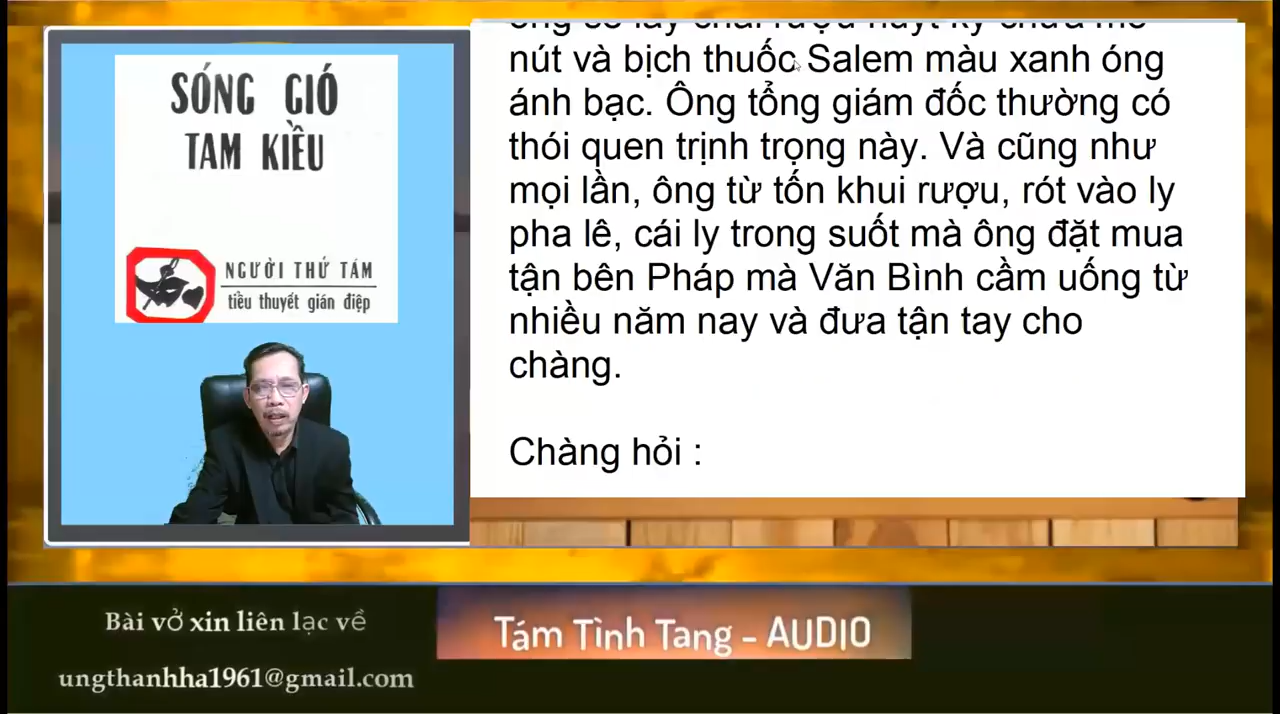 SÓNG GIÓ
TAM KIỀU
NGƯỜI THỨ TÁM
tiểu thuyết gián điệp
nút và bịch thuốc Salem màu xanh óng
ánh bạc. Ông tổng giám đốc thường có
thói quen trịnh trọng này. Và cũng như
mọi lần, ông từ tốn khui rượu, rót vào ly
pha lê, cái ly trong suốt mà ông đặt mua
tận bên Pháp mà Văn Bình cầm uống từ
nhiều năm nay và đưa tận tay cho
chàng.
Chàng hỏi :
Bài vở xin liên lạc về
ungthanhha1961@gmail.com
Tám Tình Tang - AUDIO